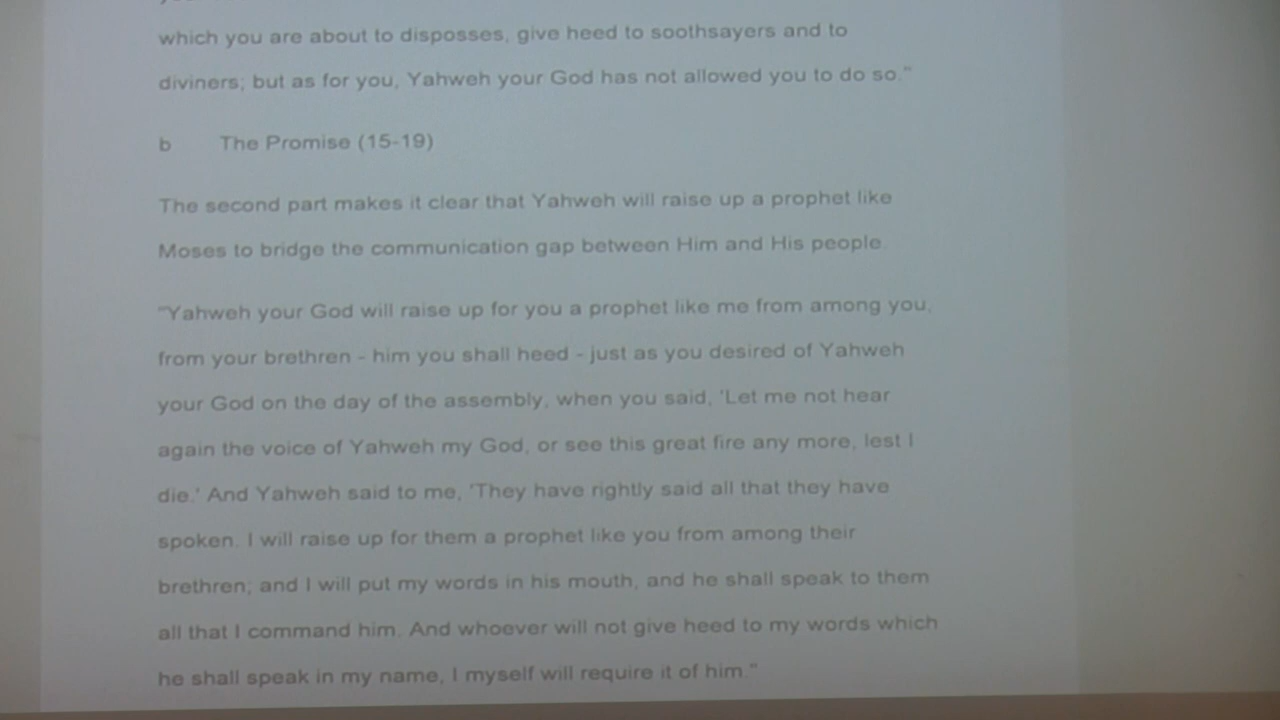 which you are about to disposses, give heed to soothsayers and to
diviners; but as for you, Yahweh your God has not allowed you to do so."
b The Promise (15-19)
The second part makes it clear that Yahweh will raise up a prophet like
Moses to bridge the communication gap between Him and His people.
"Yahweh your God will raise up for you a prophet like me from among you,
from your brethren - him you shall heed - just as you desired of Yahweh
your God on the day of the assembly, when you said, 'Let me not hear
again the voice of Yahweh my God, or see this great fire any more, lest I
die.' And Yahweh said to me, 'They have rightly said all that they have
spoken. I will raise up for them a prophet like you from among their
brethren; and I will put my words in his mouth, and he shall speak to them
all that I command him. And whoever will not give heed to my words which
he shall speak in my name, I myself will require it of him."